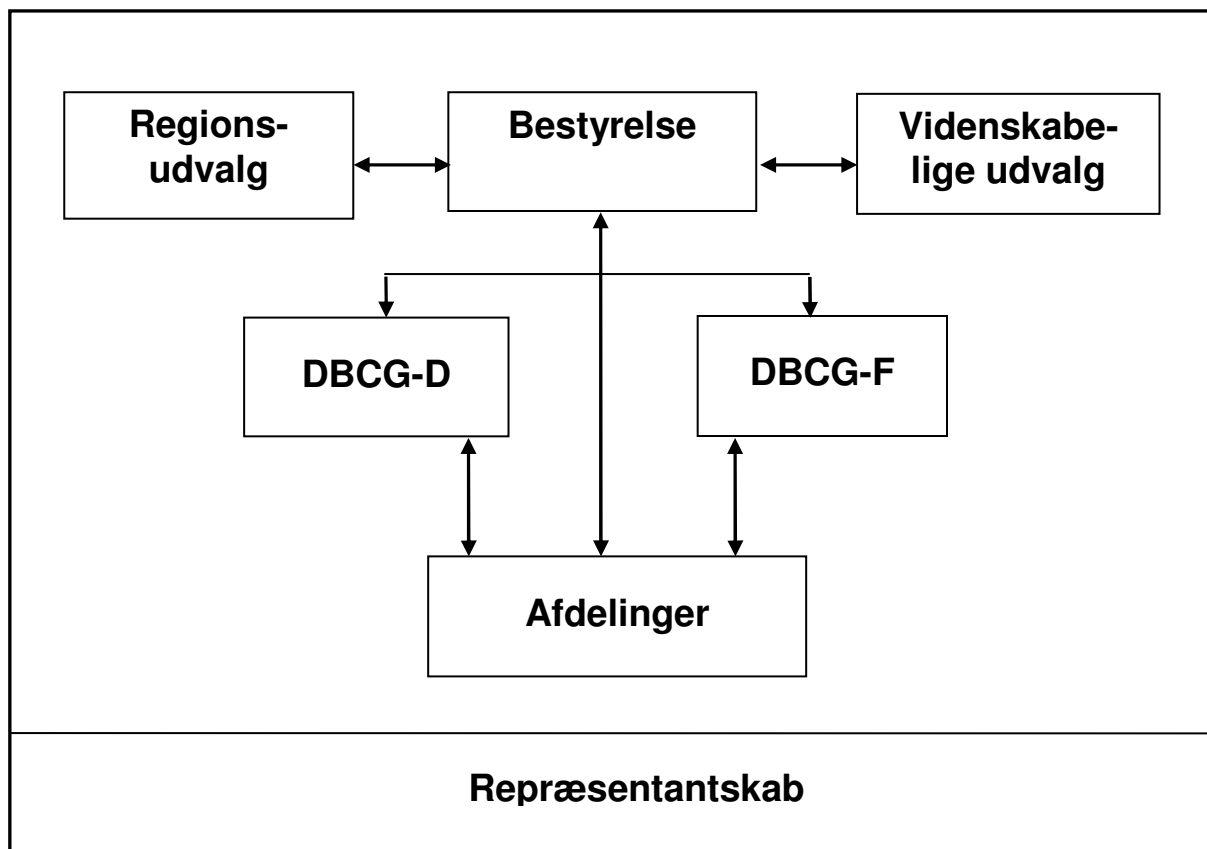 Regions-
udvalg
Bestyrelse
Videnskabe-
lige udvalg
DBCG-D
DBCG-F
Afdelinger
Repræsentantskab